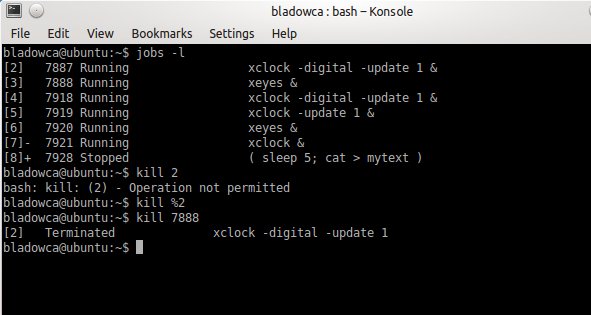 bladowca : bash – Konsole
File Edit View Bookmarks Settings Help
bladowca@ubuntu:~$ jobs -l
[2]   7887 Running                 xclock -digital -update 1 &
[3]   7888 Running                 xeyes &
[4]   7918 Running                 xclock -digital -update 1 &
[5]   7919 Running                 xclock -update 1 &
[6]   7920 Running                 xeyes &
[7]-  7921 Running                 xclock &
[8]+  7928 Stopped                 ( sleep 5; cat > mytext )
bladowca@ubuntu:~$ kill 2
bash: kill: (2) - Operation not permitted
bladowca@ubuntu:~$ kill %2
bladowca@ubuntu:~$ kill 7888
[2]   Terminated              xclock -digital -update 1
bladowca@ubuntu:~$